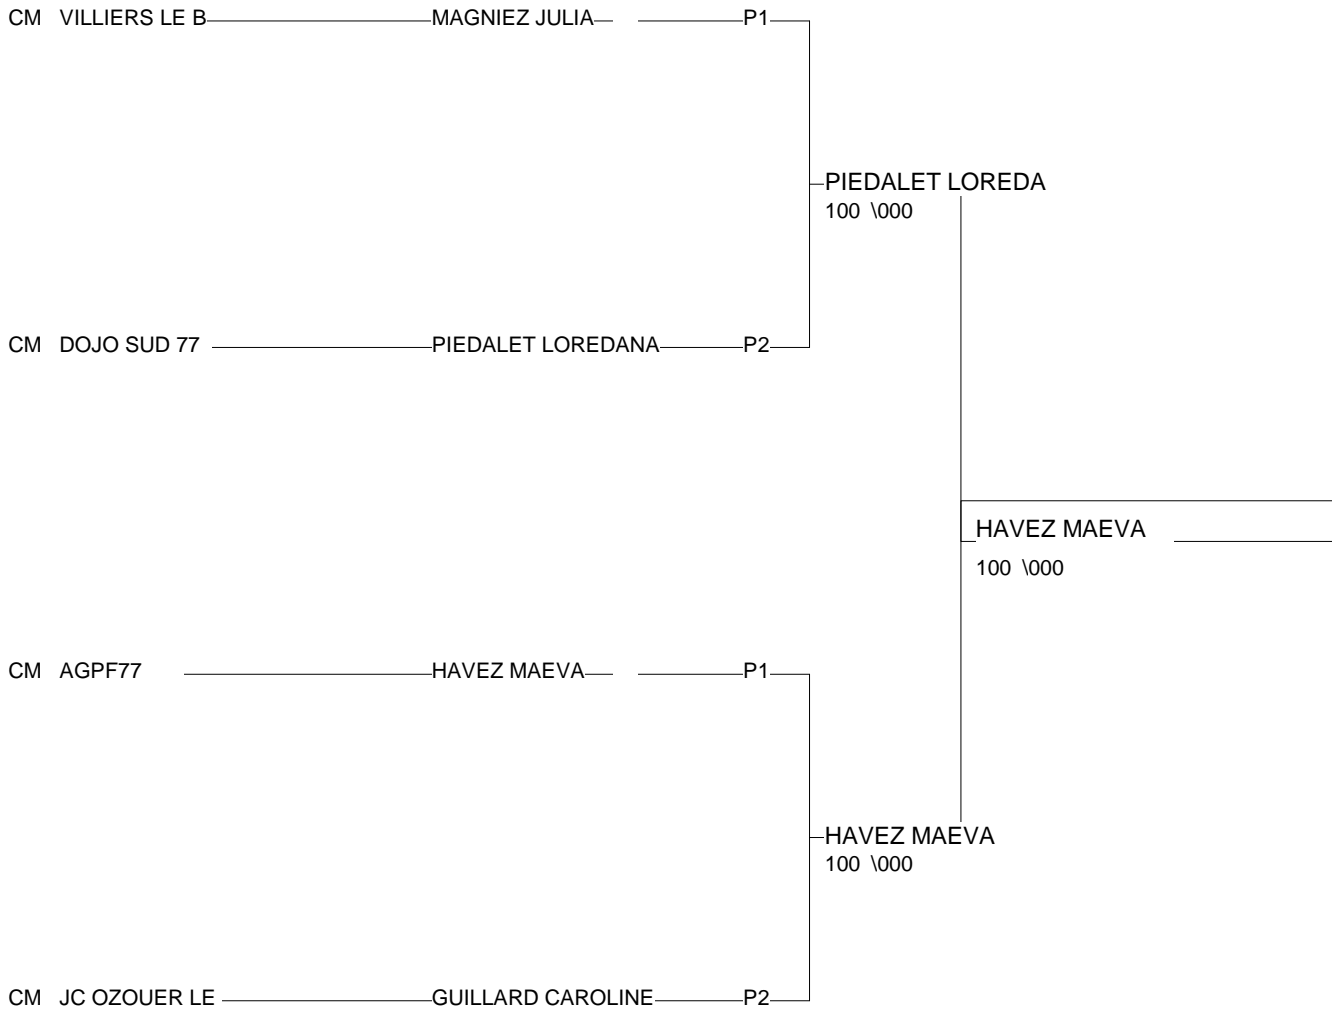 CM VILLIERS LE B MAGNIEZ JULIA P1
PIEDALET LOREDA
100 \000
CM DOJO SUD 77 PIEDALET LOREDANA P2
HAVEZ MAEVA
100 \000
CM AGPF77 HAVEZ MAEVA P1
HAVEZ MAEVA
100 \000
CM JC OZOUER LE GUILLARD CAROLINE P2